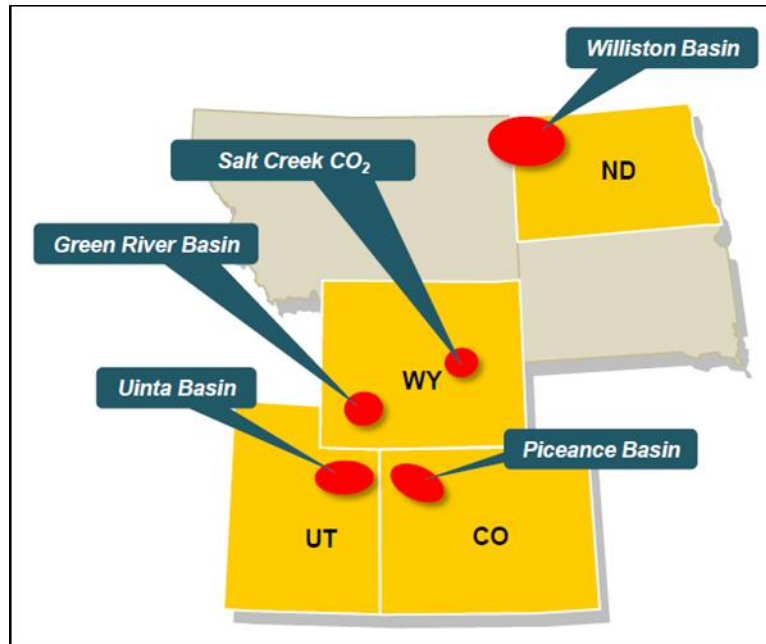 Williston Basin
Salt Creek CO₂
ND
Green River Basin
WY
Uinta Basin
Piceance Basin
UT
CO